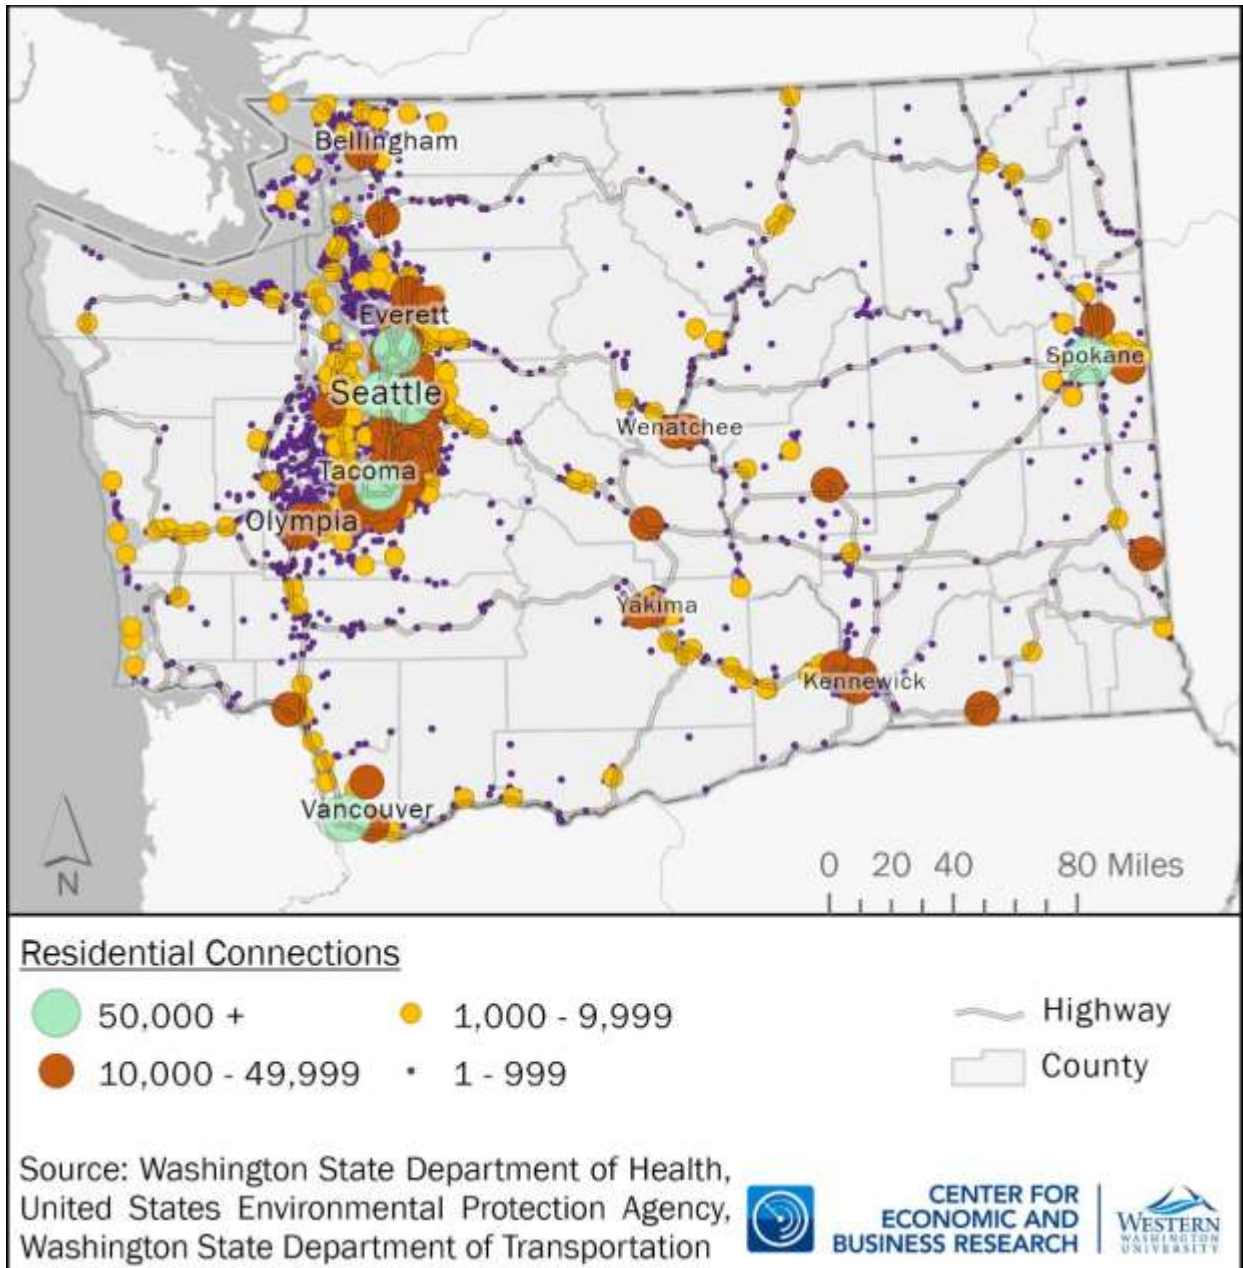 Bellingham
Everett
Spokane
Seattle
Wenatchee
Tacoma
Olympia
Yakima
Kennewick
Vancouver
N
0 20 40 80 Miles
Residential Connections
50,000 +
1,000 - 9,999
Highway
10,000 - 49,999
1 - 999
County
Source: Washington State Department of Health,
United States Environmental Protection Agency,
Washington State Department of Transportation
CENTER FOR
ECONOMIC AND
BUSINESS RESEARCH
WESTERN
WASHINGTON
UNIVERSITY